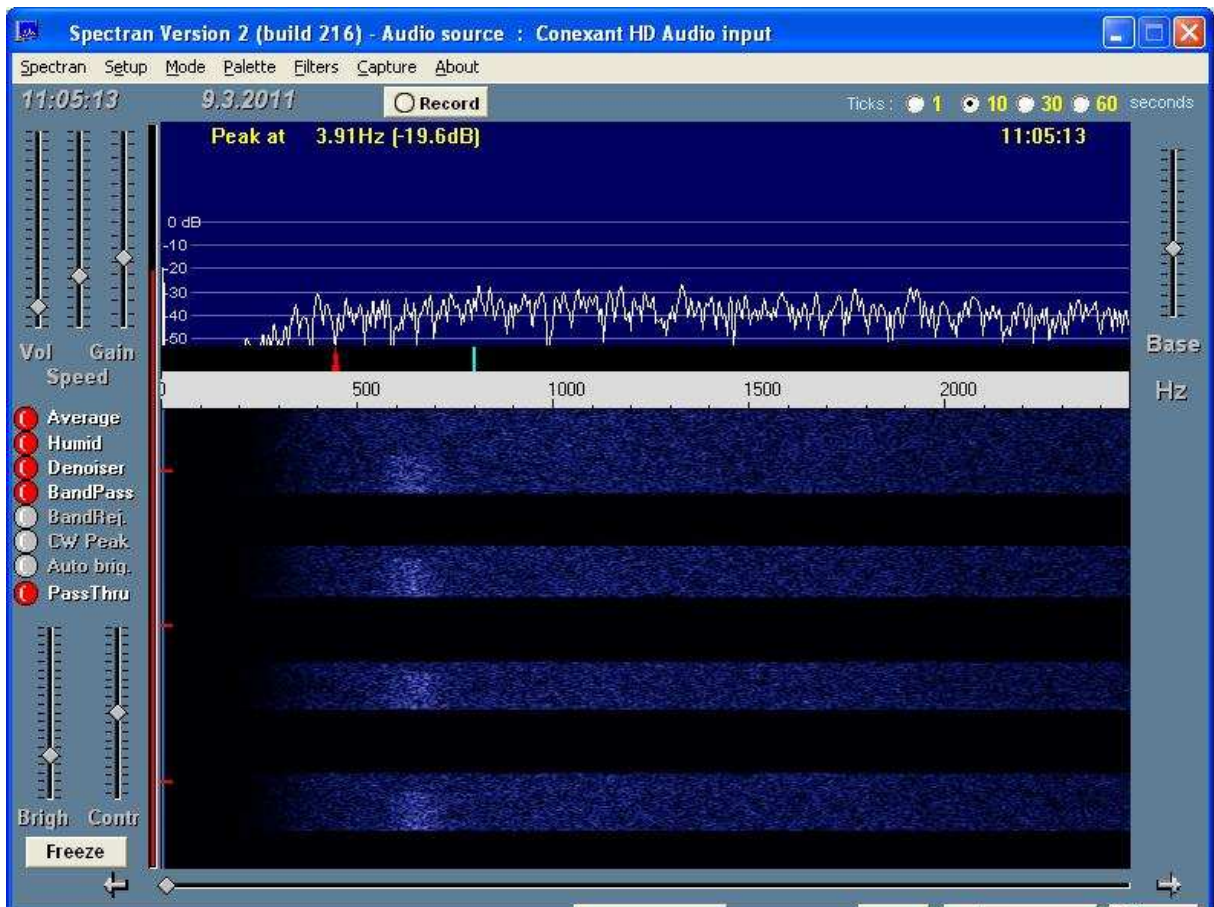 Spectran Version 2 (build 216) - Audio source : Conexant HD Audio input
Spectran Setup Mode Palette Filters Capture About
11:05:13 9.3.2011 Record Ticks: 1 10 30 60 seconds
Peak at 3.91Hz (-19.6dB) 11:05:13
0 dB
-10
-20
-30
-40
-50
Vol Gain
Speed
Base
0 500 1000 1500 2000 Hz
Average
Humid
Denoiser
BandPass
BandRej.
CW Peak
Auto brig.
PassThru
Brigh Contr
Freeze